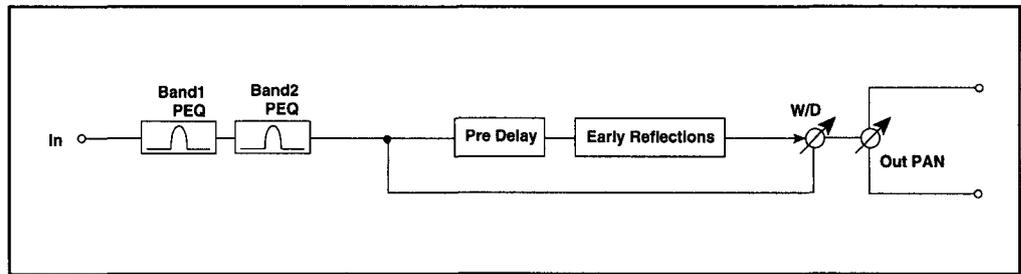 In
Band1
PEQ
Band2
PEQ
Pre Delay
Early Reflections
W/D
Out PAN